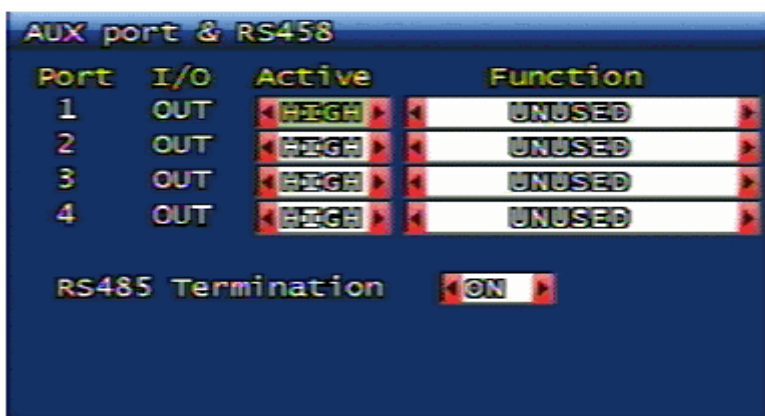 AUX port & RS458
Port I/O Active Function
1 OUT HIGH UNUSED
2 OUT HIGH UNUSED
3 OUT HIGH UNUSED
4 OUT HIGH UNUSED
RS485 Termination ON